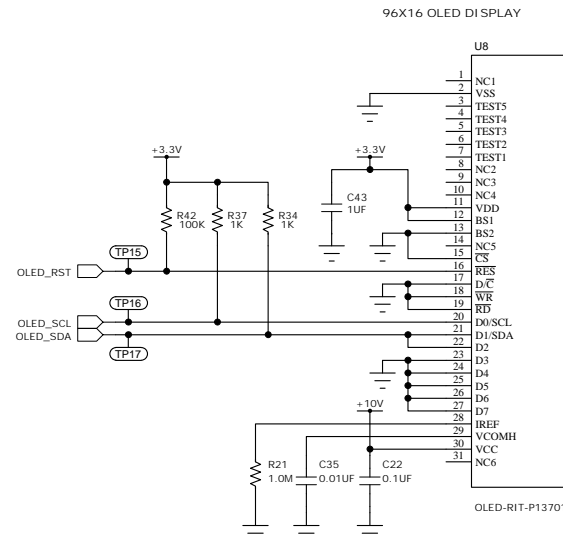 96X16 OLED DISPLAY
U8
1 NC1
2 VSS
3 TEST5
4 TEST4
5 TEST3
6 TEST2
7 TEST1
8 NC2
9 NC3
10 NC4
11 VDD
12 BS1
13 BS2
14 NC5
15 CS
16 RES
17 D/C
18 WR
19 RD
20 D0/SCL
21 D1/SDA
22 D2
23 D3
24 D4
25 D5
26 D6
27 D7
28 IREF
29 VCOMH
30 VCC
31 NC6
+3.3V
+3.3V
C43
1UF
R42
100K
R37
1K
R34
1K
TP15
OLED_RST
TP16
OLED_SCL
OLED_SDA
TP17
+10V
R21
1.0M
C35
0.01UF
C22
0.1UF
OLED-RIT-P13701